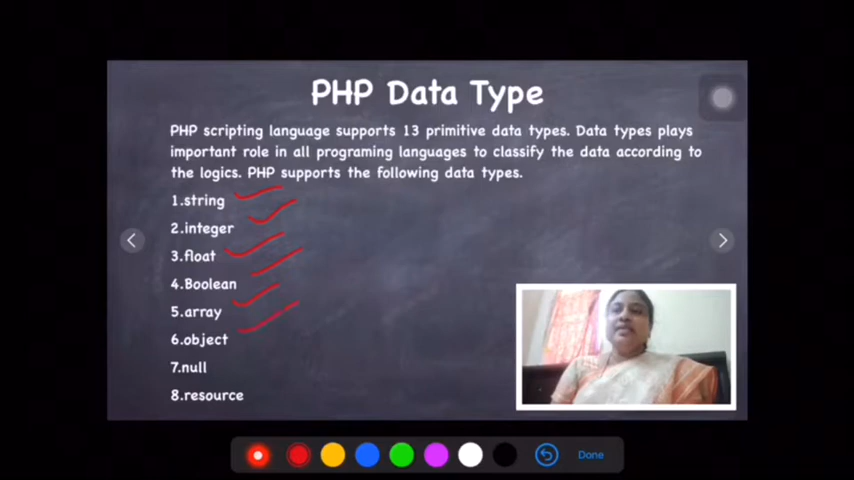 PHP Data Type
PHP scripting language supports 13 primitive data types. Data types plays
important role in all programing languages to classify the data according to
the logics. PHP supports the following data types.
1.string
2.integer
3.float
4.Boolean
5.array
6.object
7.null
8.resource
Done